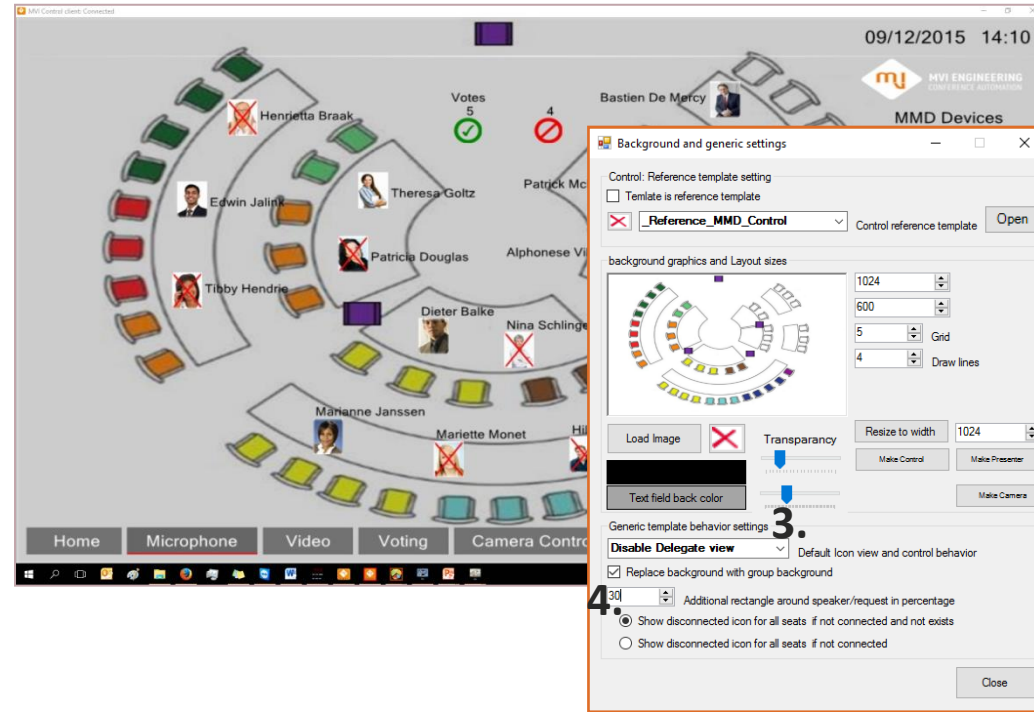 MVI Control client: Connected
09/12/2015 14:10
MVI ENGINEERING
CONFERENCE AUTOMATION
MMD Devices
Votes
5
4
Henrietta Braak
Bastien De Mercy
Theresa Goltz
Patrick Mc
Edwin Jalink
Patricia Douglas
Alphonese Vi
Tibby Hendrie
Dieter Balke
Nina Schlinge
Marianne Janssen
Mariette Monet
Hil
Home
Microphone
Video
Voting
Camera Contro
Background and generic settings
Control: Reference template setting
Temlate is reference template
_Reference_MMD_Control
Control reference template
Open
background graphics and Layout sizes
1024
600
5 Grid
4 Draw lines
Load Image
Transparancy
Resize to width
1024
Make Control
Make Presenter
Make Camera
Text field back color
3.
Generic template behavior settings
Disable Delegate view
Default Icon view and control behavior
Replace background with group background
4.
30
Additional rectangle around speaker/request in percentage
Show disconnected icon for all seats if not connected and not exists
Show disconnected icon for all seats if not connected
Close